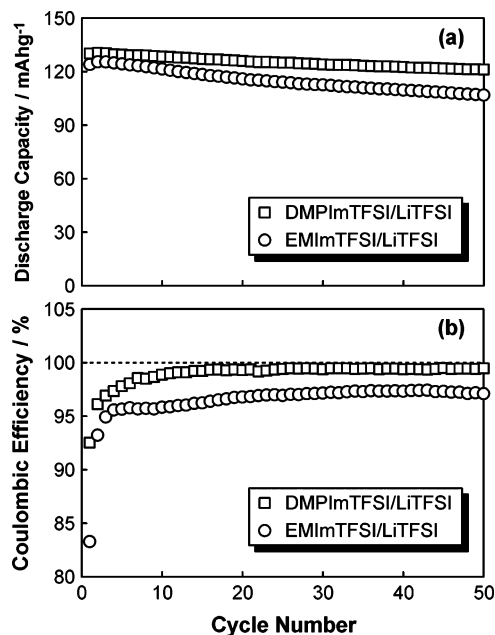 150
(a)
120
90
60
30
0
Discharge Capacity / mAhg⁻¹
DMPImTFSI/LiTFSI
EMImTFSI/LiTFSI
105
(b)
100
95
90
85
80
Coulombic Efficiency / %
DMPImTFSI/LiTFSI
EMImTFSI/LiTFSI
0 10 20 30 40 50
Cycle Number